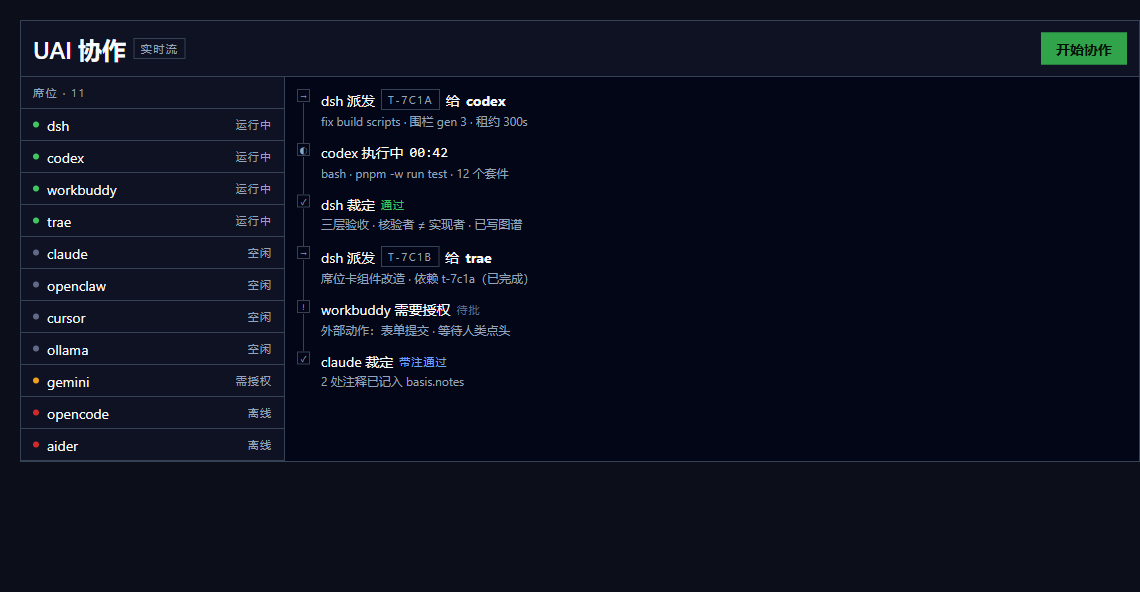 UAI 协作 实时流
开始协作
席位 · 11
dsh 运行中
codex 运行中
workbuddy 运行中
trae 运行中
claude 空闲
openclaw 空闲
cursor 空闲
ollama 空闲
gemini 需授权
opencode 离线
aider 离线
→ dsh 派发 T-7C1A 给 codex
fix build scripts · 围栏 gen 3 · 租约 300s
◐ codex 执行中 00:42
bash · pnpm -w run test · 12 个套件
✓ dsh 裁定 通过
三层验收 · 核验者 ≠ 实现者 · 已写图谱
→ dsh 派发 T-7C1B 给 trae
席位卡组件改造 · 依赖 t-7c1a（已完成）
! workbuddy 需要授权 待批
外部动作：表单提交 · 等待人类点头
✓ claude 裁定 带注通过
2 处注释已记入 basis.notes